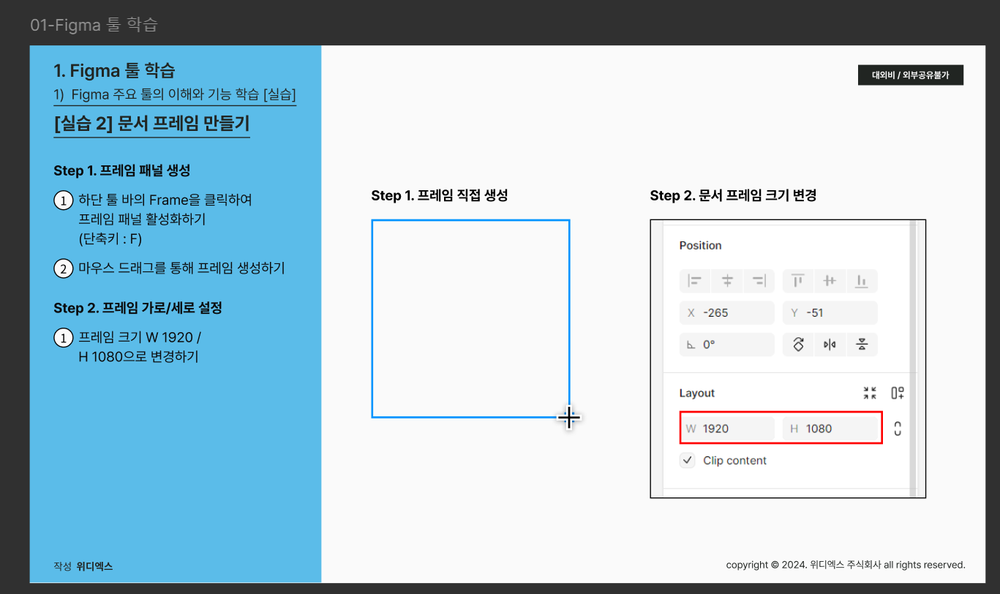 01-Figma 툴 학습
1. Figma 툴 학습
1) Figma 주요 툴의 이해와 기능 학습 [실습]
[실습 2] 문서 프레임 만들기
Step 1. 프레임 패널 생성
1 하단 툴 바의 Frame을 클릭하여
프레임 패널 활성화하기
(단축키 : F)
2 마우스 드래그를 통해 프레임 생성하기
Step 2. 프레임 가로/세로 설정
1 프레임 크기 W 1920 /
H 1080으로 변경하기
작성 위디엑스
대외비 / 외부공유불가
Step 1. 프레임 직접 생성
Step 2. 문서 프레임 크기 변경
Position
X -265 Y -51
0°
Layout
W 1920 H 1080
Clip content
copyright © 2024. 위디엑스 주식회사 all rights reserved.